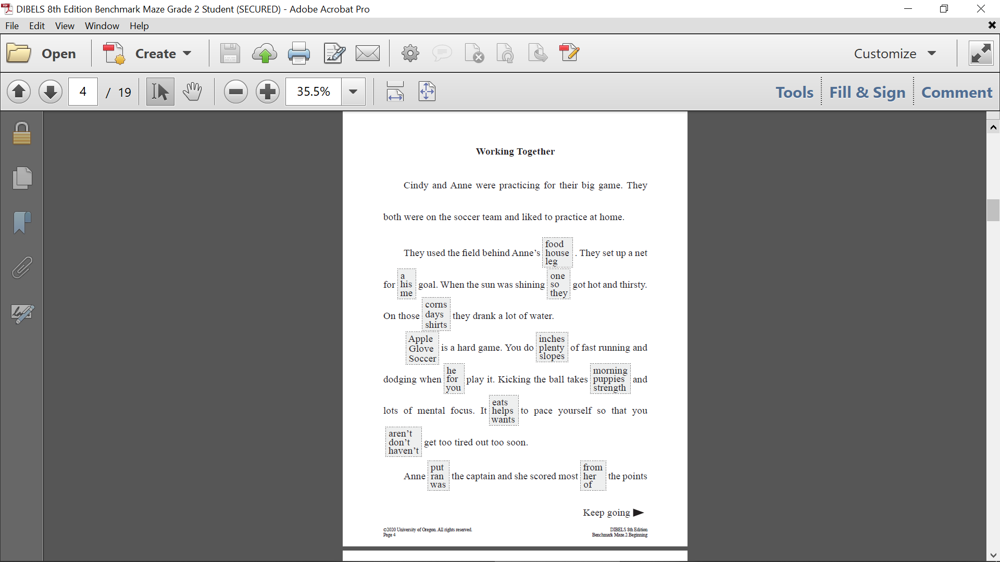 DIBELS 8th Edition Benchmark Maze Grade 2 Student (SECURED) - Adobe Acrobat Pro
File Edit View Window Help
Open Create Customize
4 / 19 35.5% Tools Fill & Sign Comment
Working Together
Cindy and Anne were practicing for their big game. They
both were on the soccer team and liked to practice at home.
food
They used the field behind Anne’s house . They set up a net
leg
a one
for his goal. When the sun was shining so got hot and thirsty.
me they
corns
On those days they drank a lot of water.
shirts
Apple inches
Glove is a hard game. You do plenty of fast running and
Soccer slopes
he morning
dodging when for play it. Kicking the ball takes puppies and
you strength
eats
lots of mental focus. It helps to pace yourself so that you
wants
aren’t
don’t get too tired out too soon.
haven’t
put from
Anne ran the captain and she scored most her the points
was of
Keep going
©2020 University of Oregon. All rights reserved. DIBELS 8th Edition
Page 4 Benchmark Maze.2.Beginning